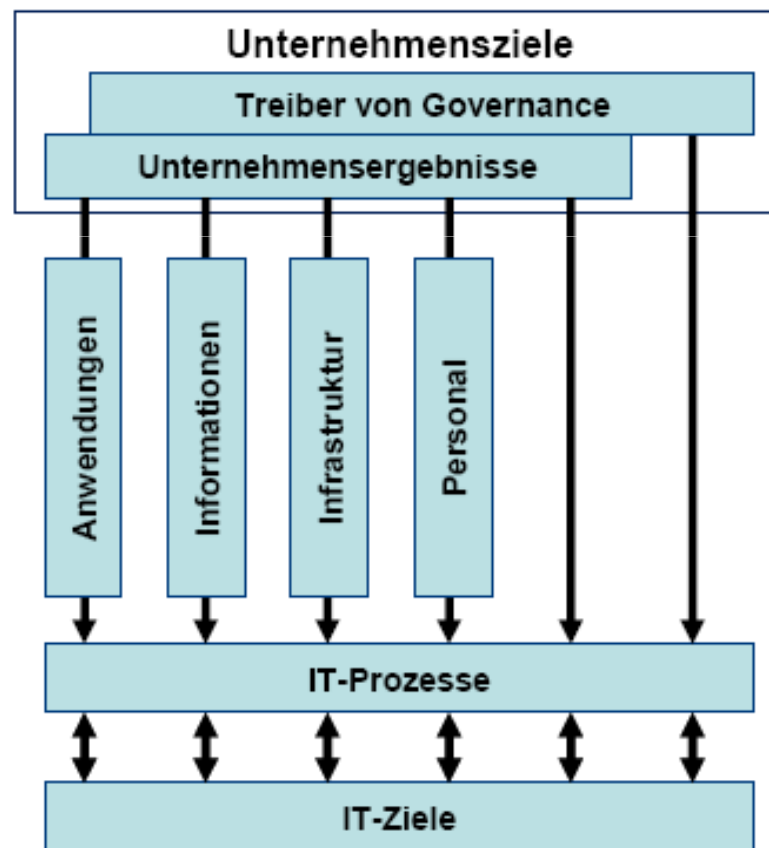 Unternehmensziele
Treiber von Governance
Unternehmensergebnisse
Anwendungen
Informationen
Infrastruktur
Personal
IT-Prozesse
IT-Ziele